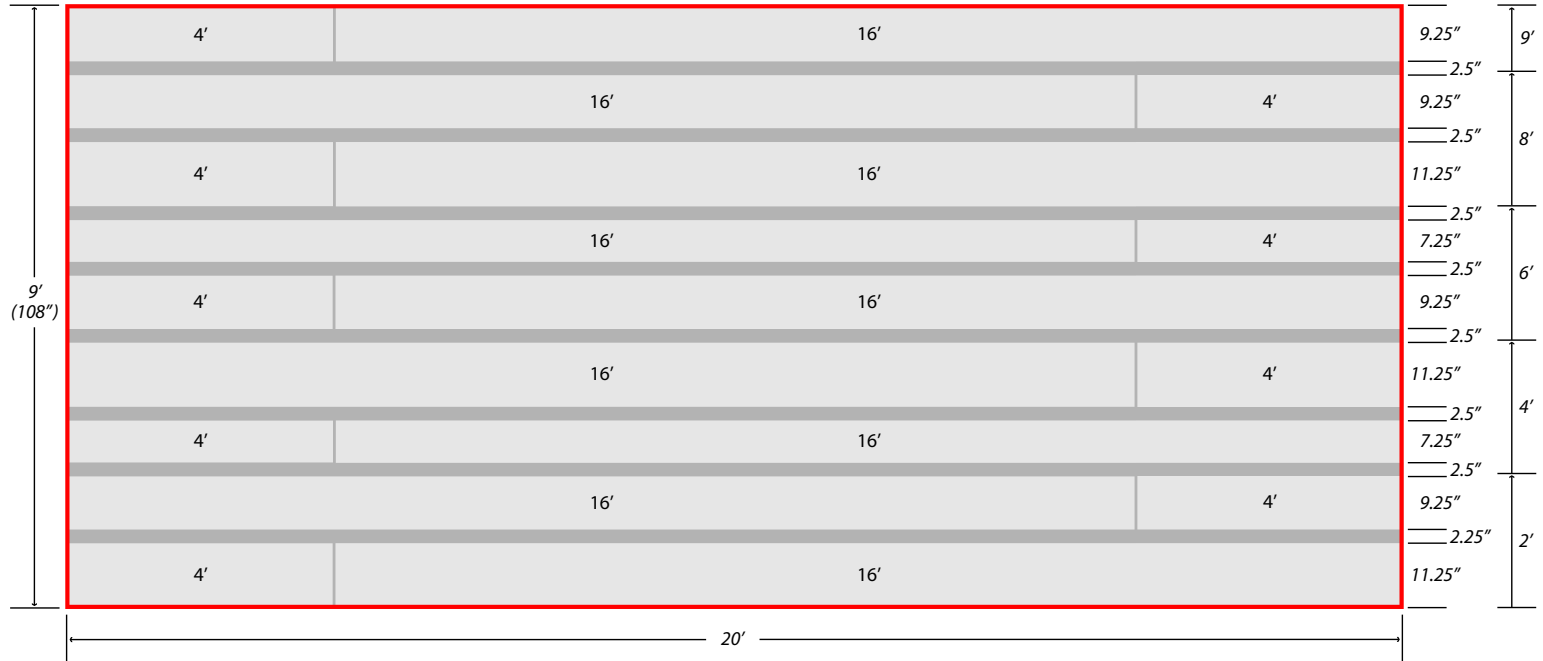 4′ 16′ 9.25″ 9′
2.5″
16′ 4′ 9.25″
2.5″ 8′
4′ 16′ 11.25″
2.5″
16′ 4′ 7.25″
2.5″ 6′
9′
(108″)
4′ 16′ 9.25″
2.5″
16′ 4′ 11.25″
2.5″ 4′
4′ 16′ 7.25″
2.5″
16′ 4′ 9.25″
2.25″ 2′
4′ 16′ 11.25″
20′